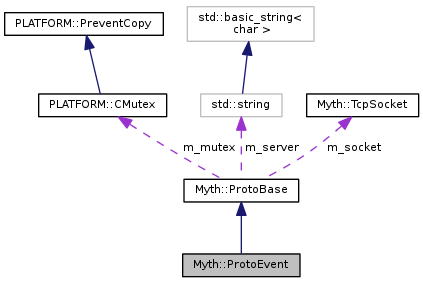 PLATFORM::PreventCopy
std::basic_string<
char >
PLATFORM::CMutex
std::string
Myth::TcpSocket
m_mutex
m_server
m_socket
Myth::ProtoBase
Myth::ProtoEvent